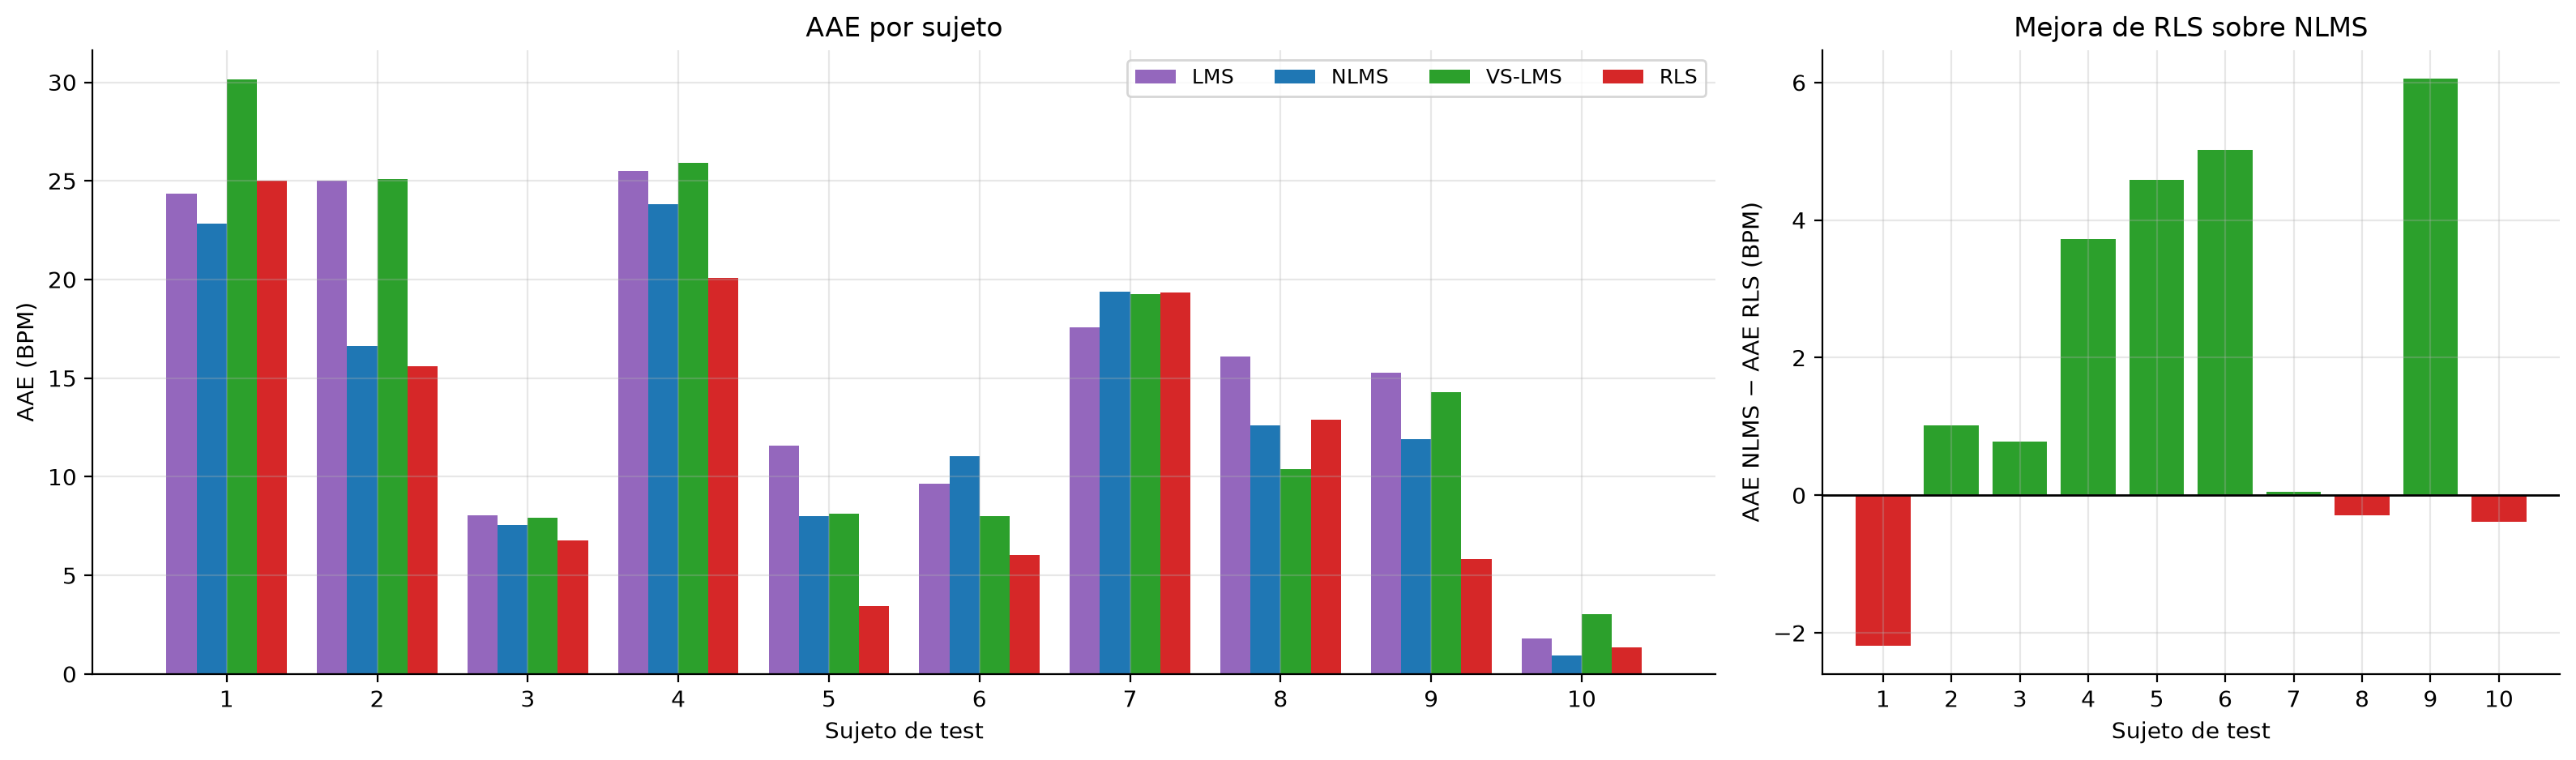 AAE por sujeto
AAE (BPM)
30
25
20
15
10
5
0
LMS NLMS VS-LMS RLS
1 2 3 4 5 6 7 8 9 10
Sujeto de test
Mejora de RLS sobre NLMS
AAE NLMS − AAE RLS (BPM)
6
4
2
0
−2
1 2 3 4 5 6 7 8 9 10
Sujeto de test